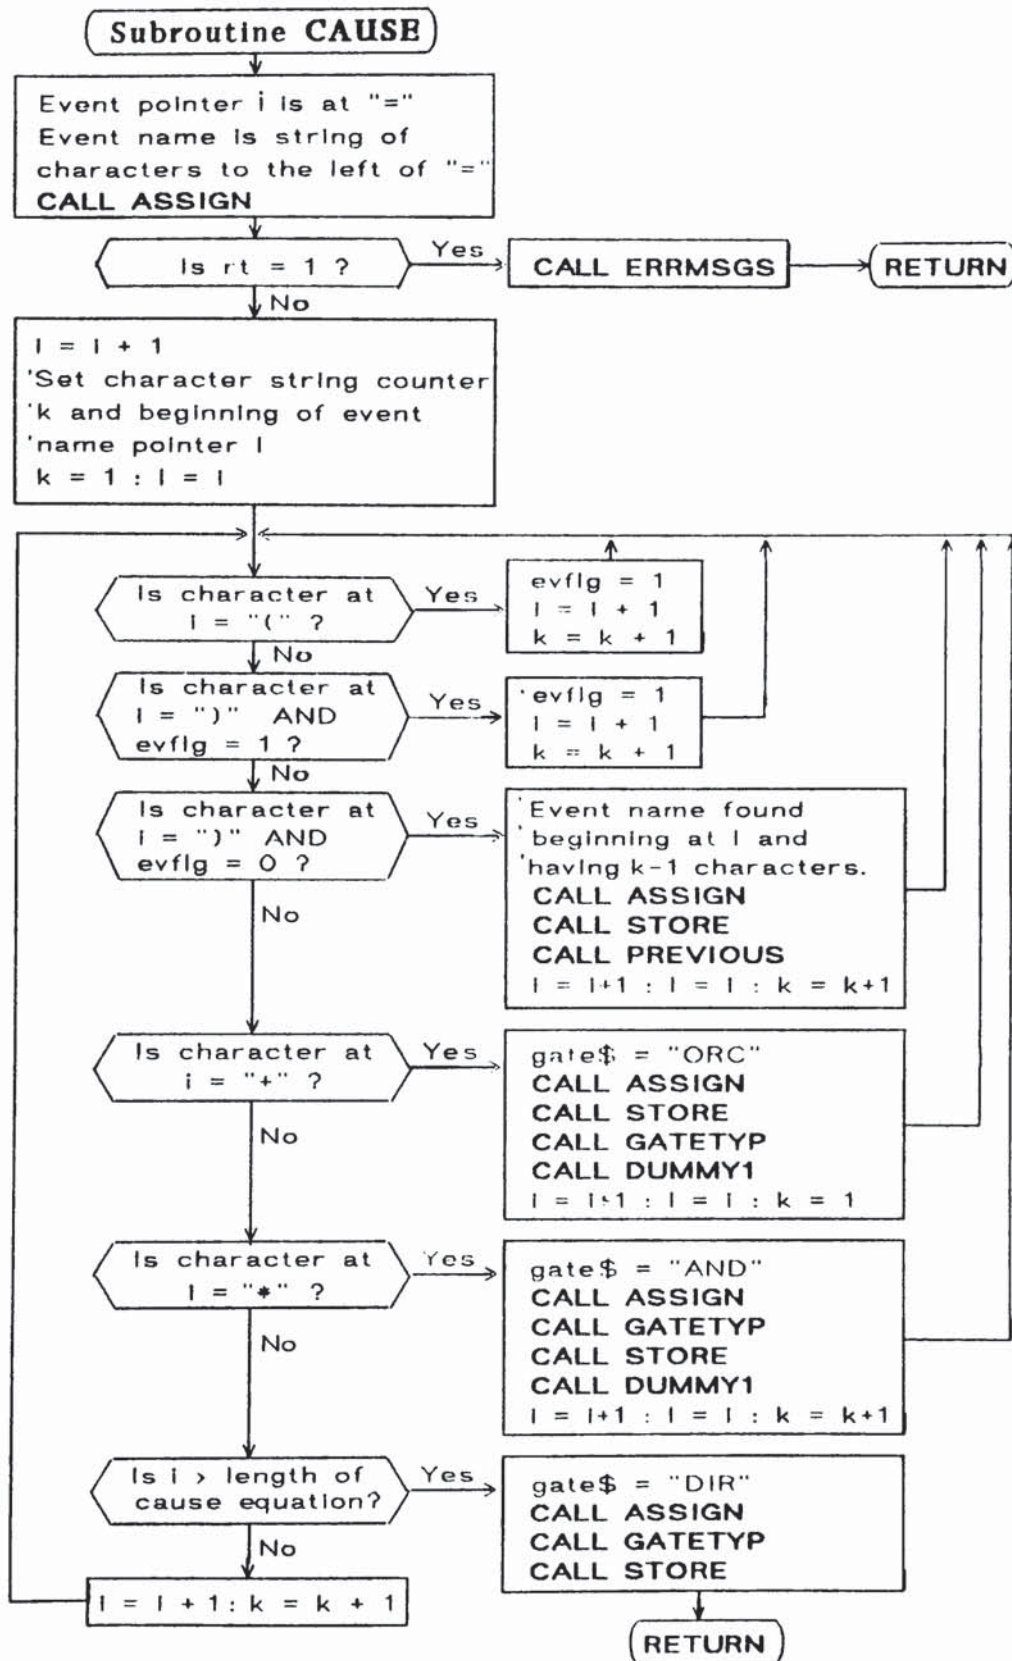 Subroutine CAUSE
Event pointer i is at "="
Event name is string of
characters to the left of "="
CALL ASSIGN
Is rt = 1 ?
Yes
CALL ERRMSGS
RETURN
No
i = i + 1
'Set character string counter
'k and beginning of event
'name pointer l
k = 1 : l = i
Is character at
i = "(" ?
Yes
evflg = 1
i = i + 1
k = k + 1
No
Is character at
i = ")" AND
evflg = 1 ?
Yes
'evflg = 1
i = i + 1
k = k + 1
No
Is character at
i = ")" AND
evflg = 0 ?
Yes
'Event name found
'beginning at l and
'having k-1 characters.
CALL ASSIGN
CALL STORE
CALL PREVIOUS
i = i+1 : l = i : k = k+1
No
Is character at
i = "+" ?
Yes
gate$ = "ORC"
CALL ASSIGN
CALL STORE
CALL GATETYP
CALL DUMMY1
i = i+1 : l = i : k = 1
No
Is character at
i = "*" ?
Yes
gate$ = "AND"
CALL ASSIGN
CALL GATETYP
CALL STORE
CALL DUMMY1
i = i+1 : l = i : k = k+1
No
Is i > length of
cause equation?
Yes
gate$ = "DIR"
CALL ASSIGN
CALL GATETYP
CALL STORE
No
i = i + 1 : k = k + 1
RETURN